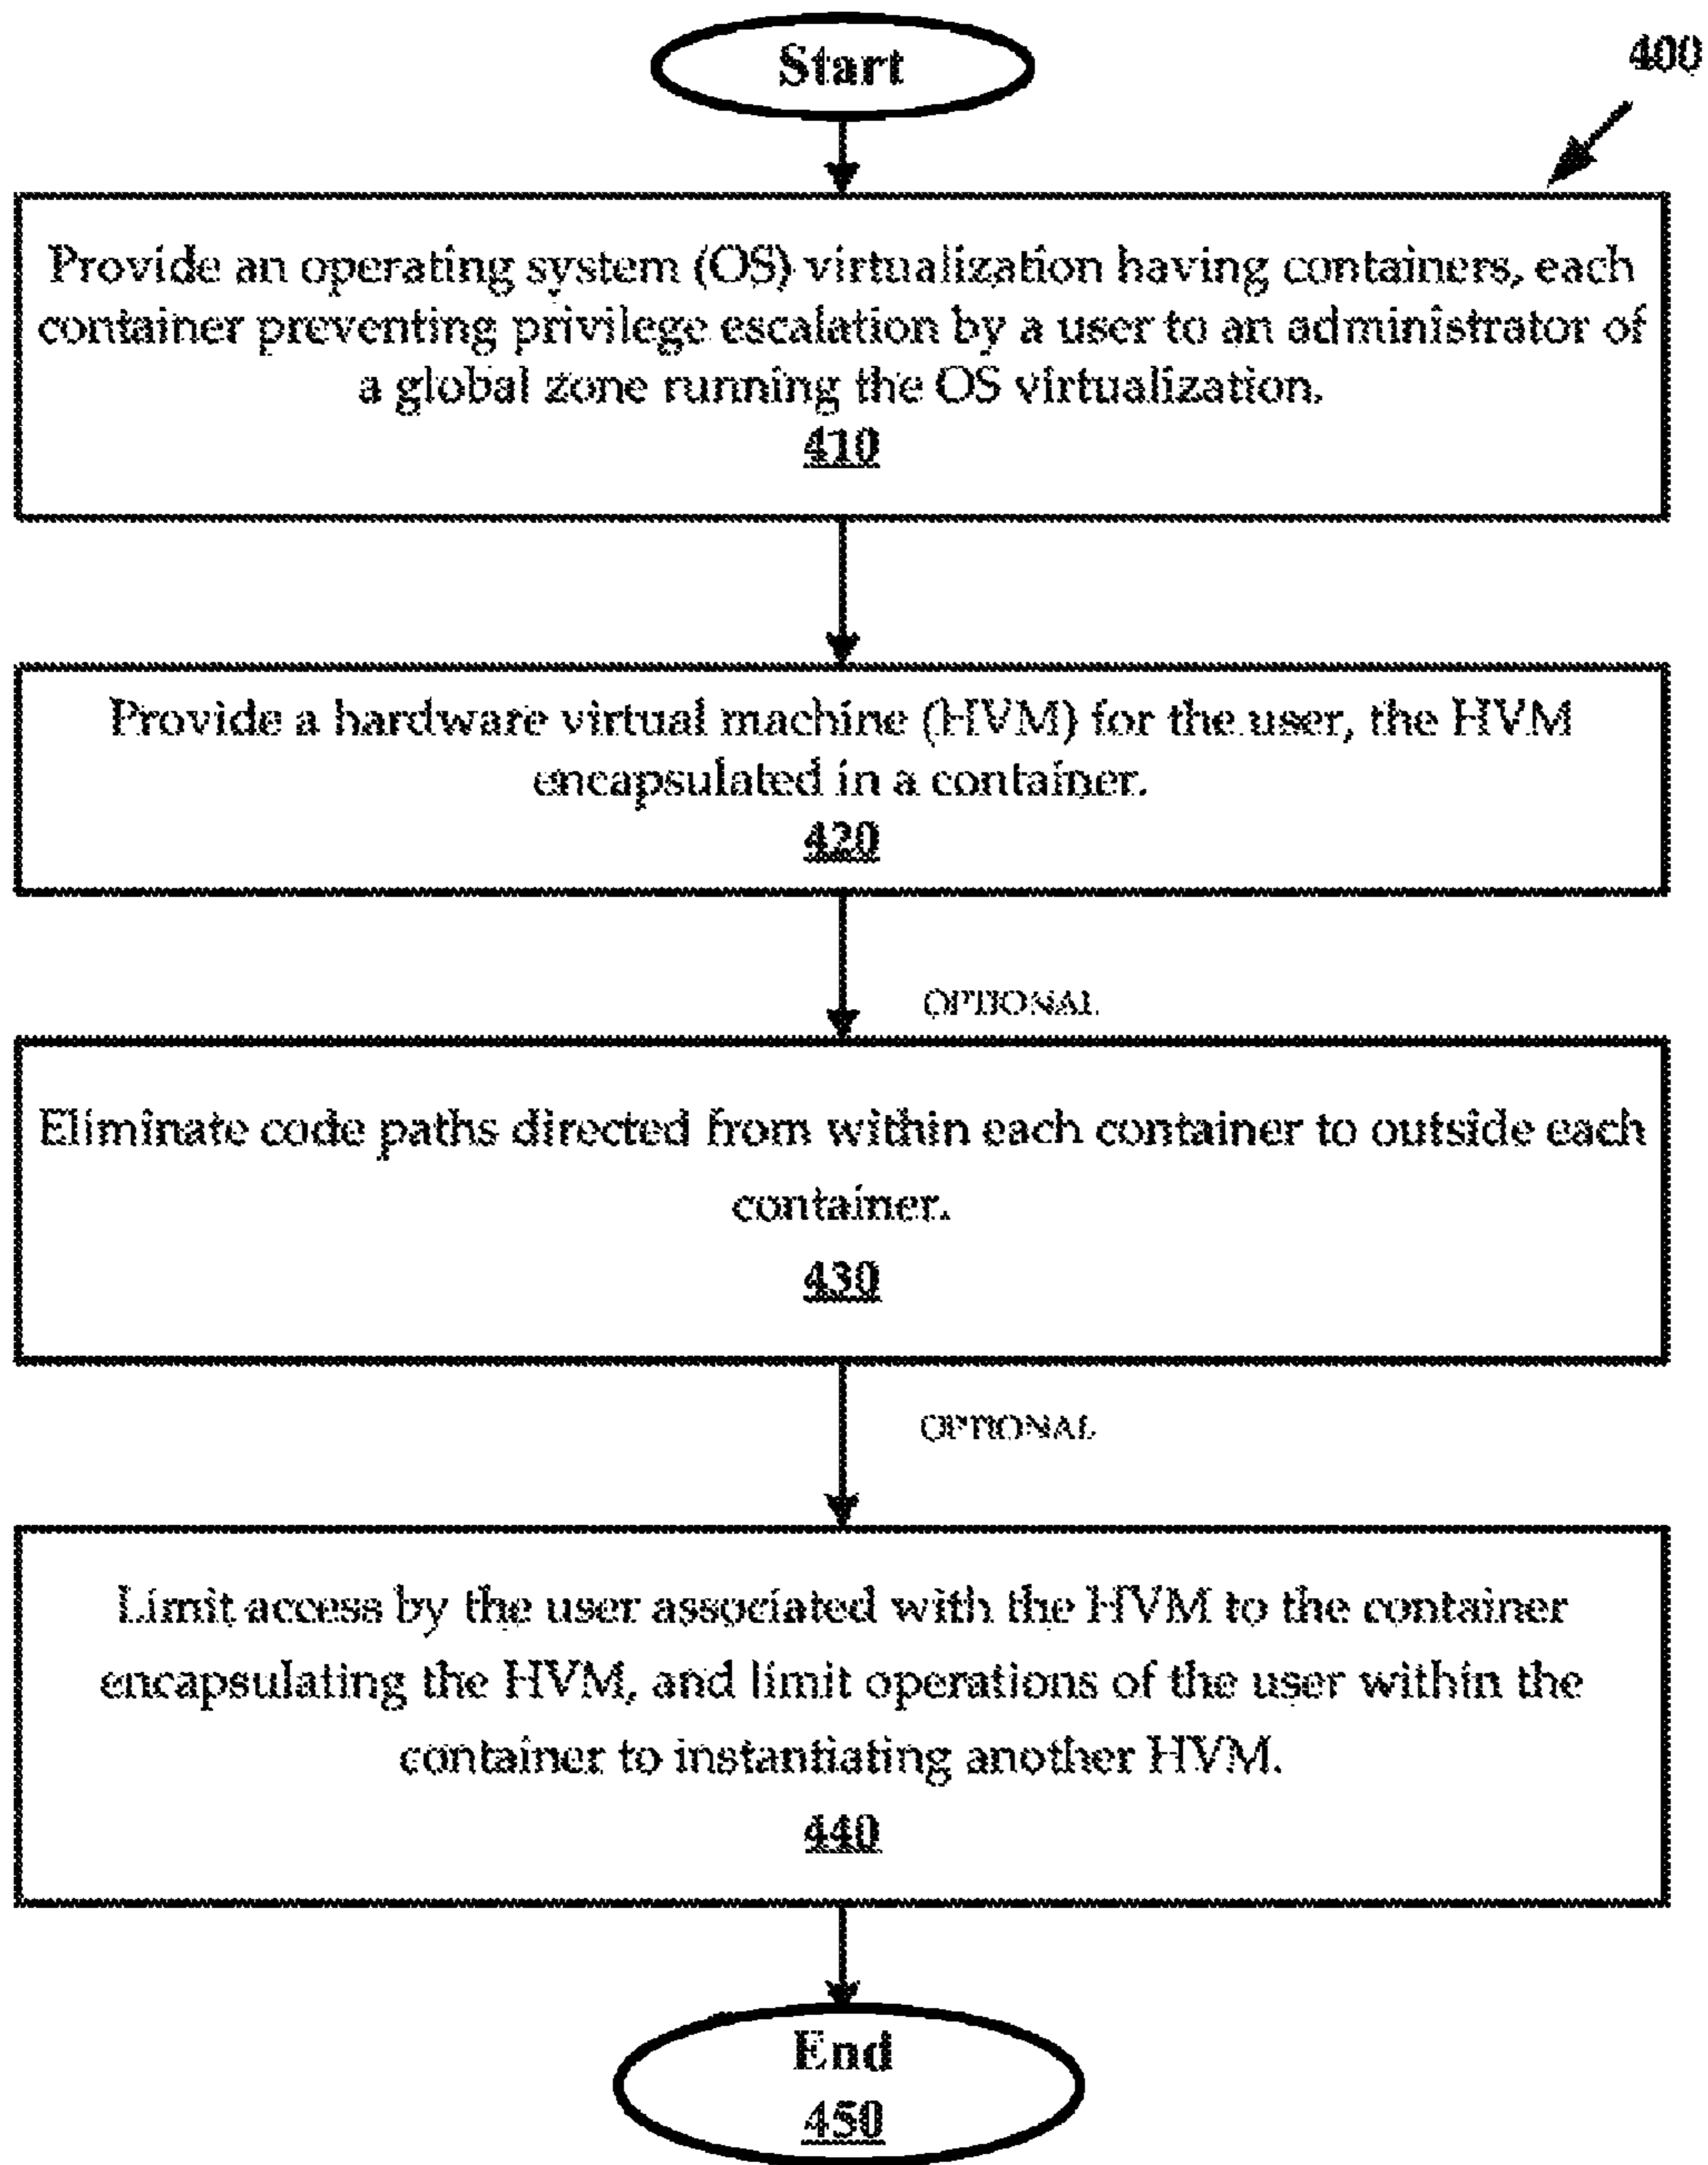 Start
400
Provide an operating system (OS) virtualization having containers, each
container preventing privilege escalation by a user to an administrator of
a global zone running the OS virtualization.
410
Provide a hardware virtual machine (HVM) for the user, the HVM
encapsulated in a container.
420
OPTIONAL
Eliminate code paths directed from within each container to outside each
container.
430
OPTIONAL
Limit access by the user associated with the HVM to the container
encapsulating the HVM, and limit operations of the user within the
container to instantiating another HVM.
440
End
450